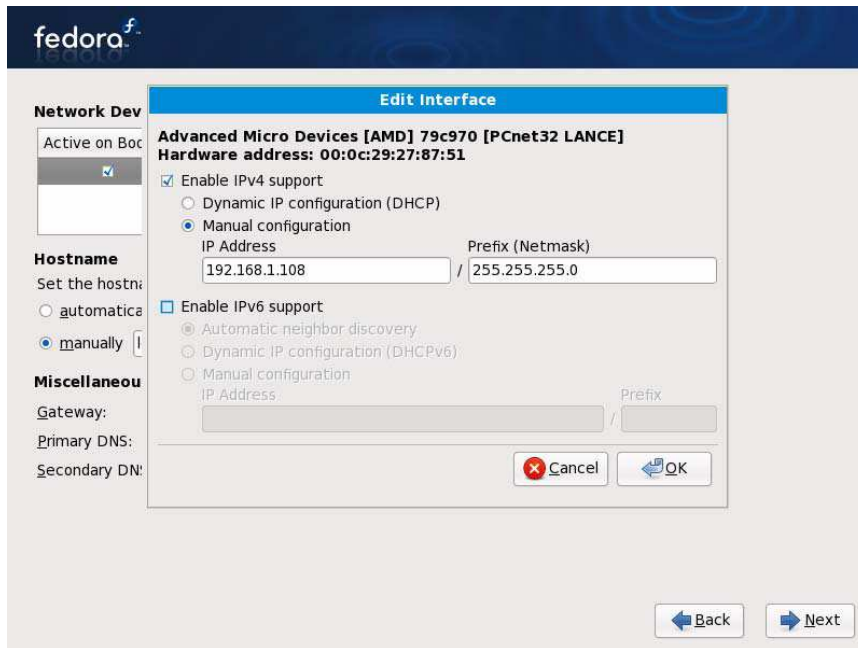 fedora
Edit Interface
Network Dev
Advanced Micro Devices [AMD] 79c970 [PCnet32 LANCE]
Active on Boo
Hardware address: 00:0c:29:27:87:51
Enable IPv4 support
Dynamic IP configuration (DHCP)
Manual configuration
IP Address Prefix (Netmask)
192.168.1.108 / 255.255.255.0
Hostname
Set the hostna
Enable IPv6 support
automatica
Automatic neighbor discovery
manually
Dynamic IP configuration (DHCPv6)
Manual configuration
Miscellaneou
IP Address Prefix
/
Gateway:
Primary DNS:
Secondary DN
Cancel OK
Back Next